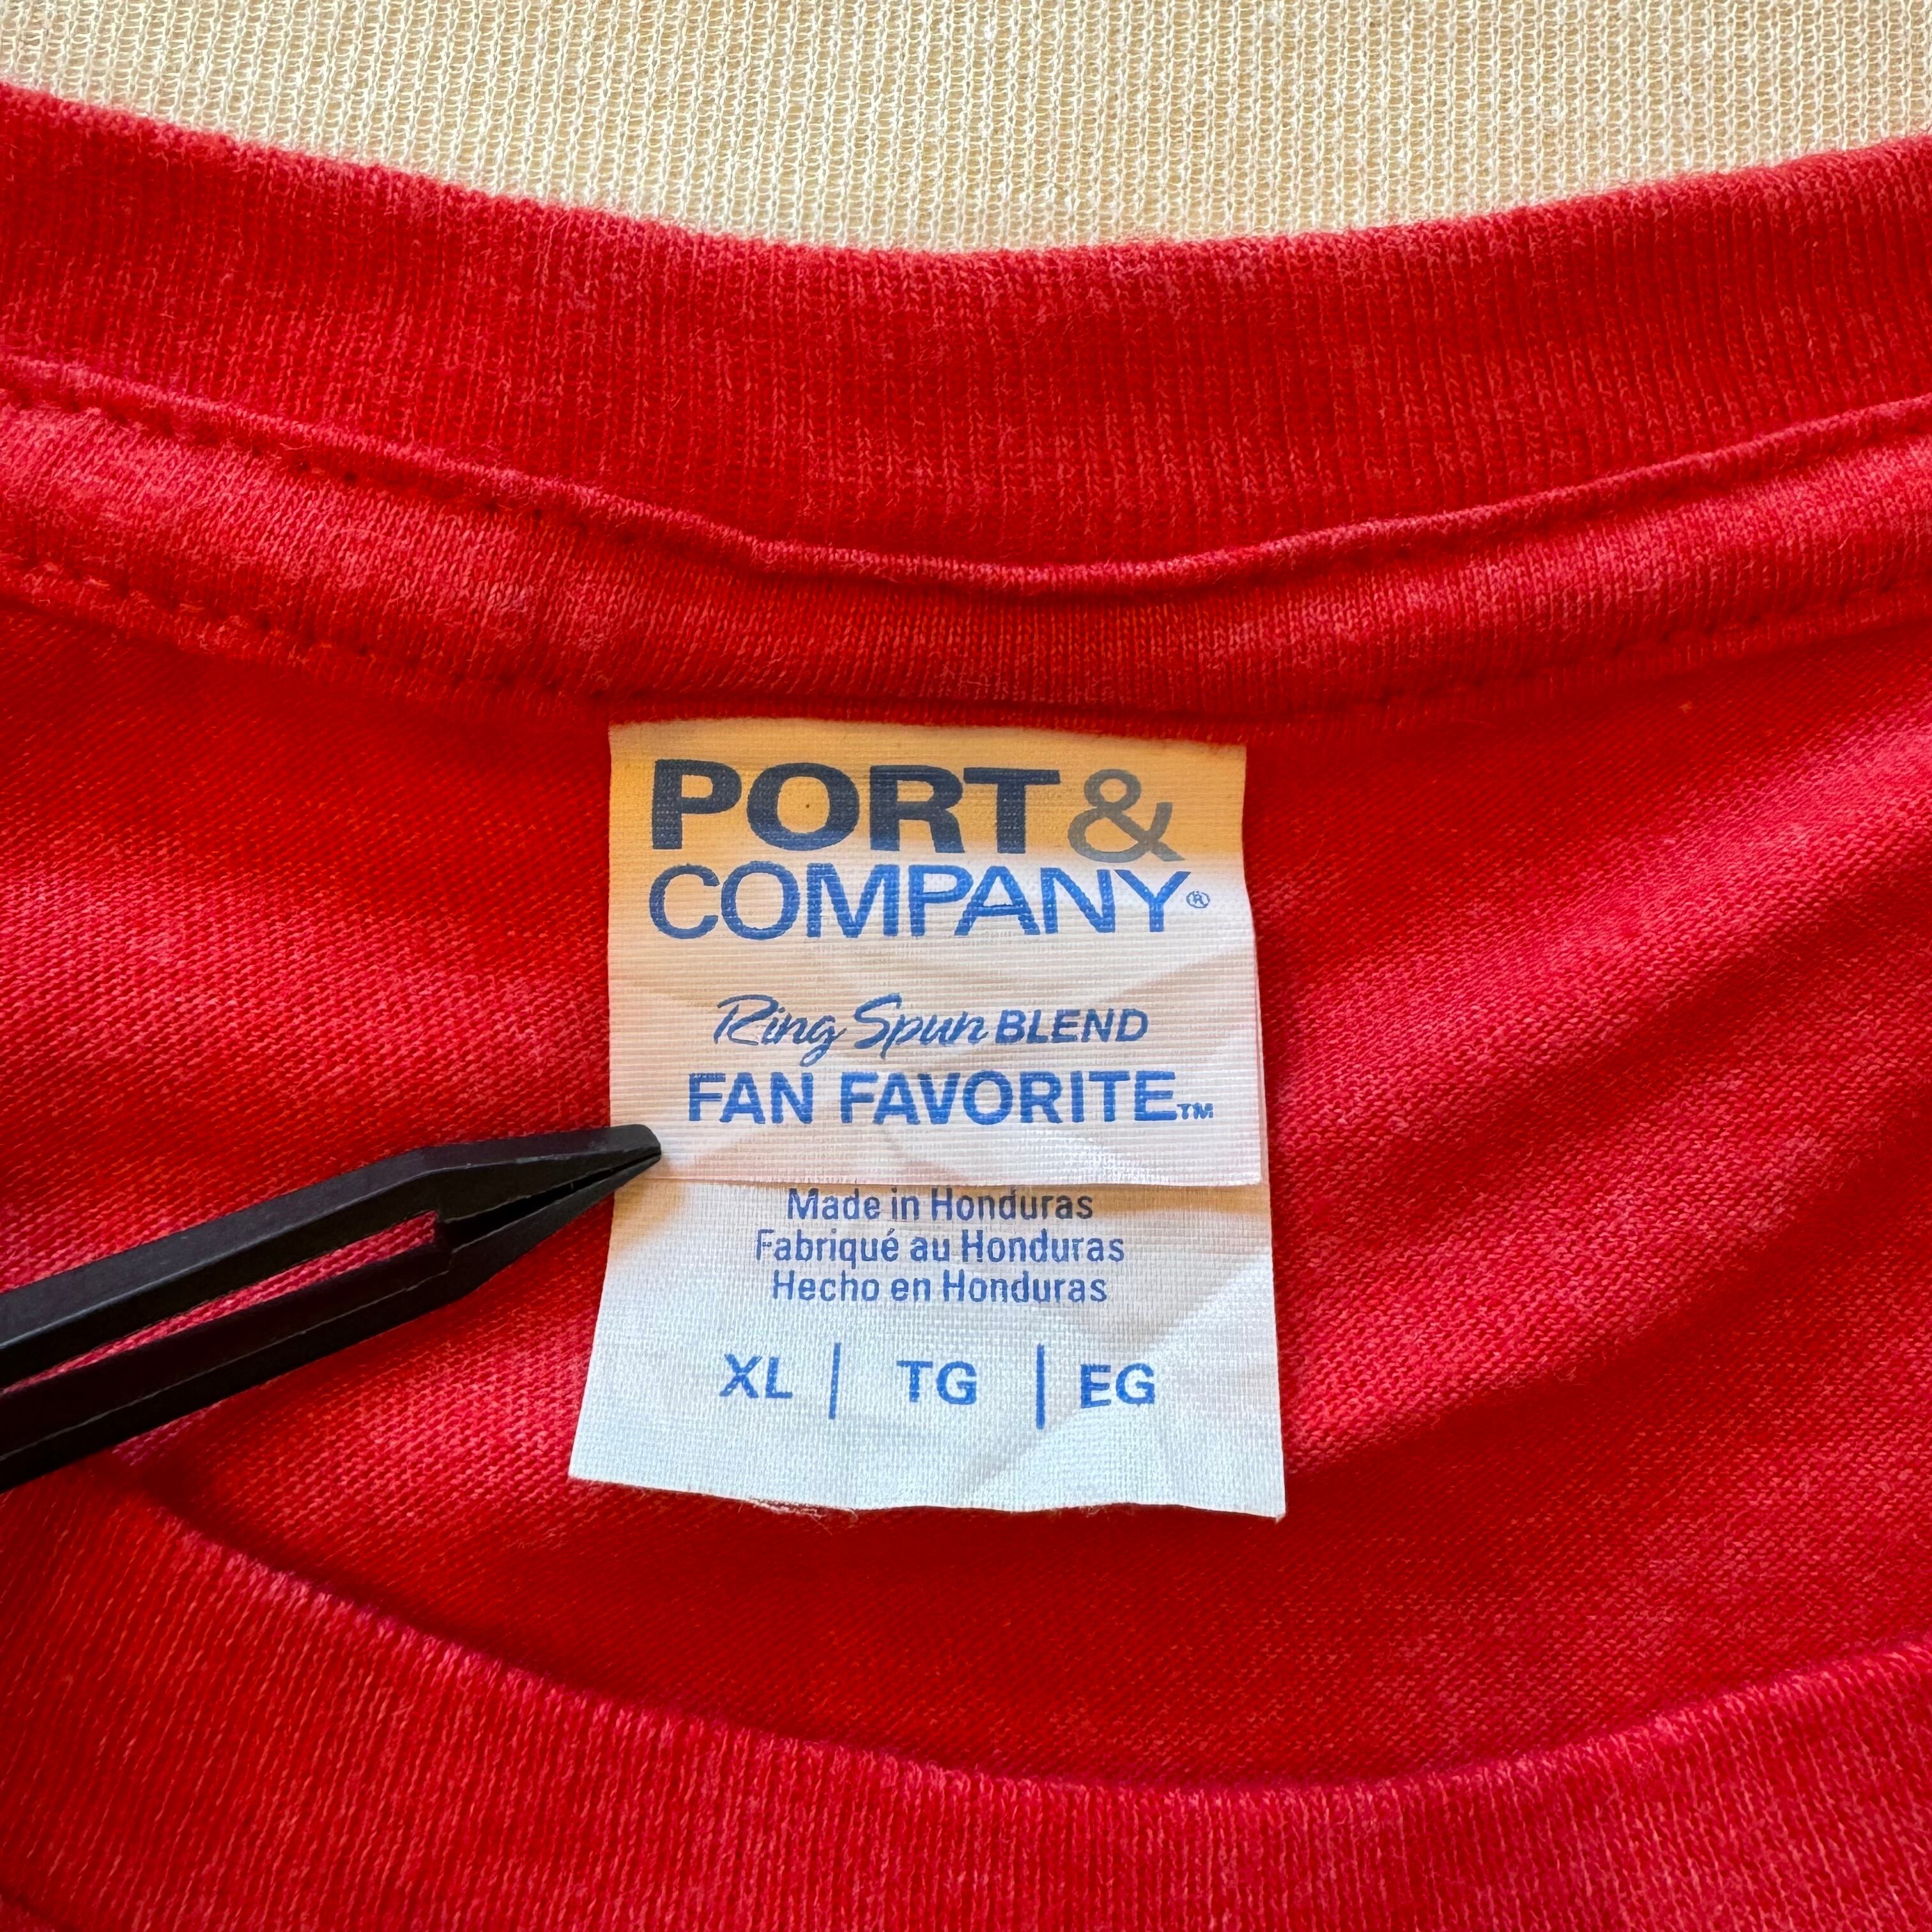 PORT &
COMPANY®
Ring Spun BLEND
FAN FAVORITE™
Made in Honduras
Fabriqué au Honduras
Hecho en Honduras
XL | TG | EG